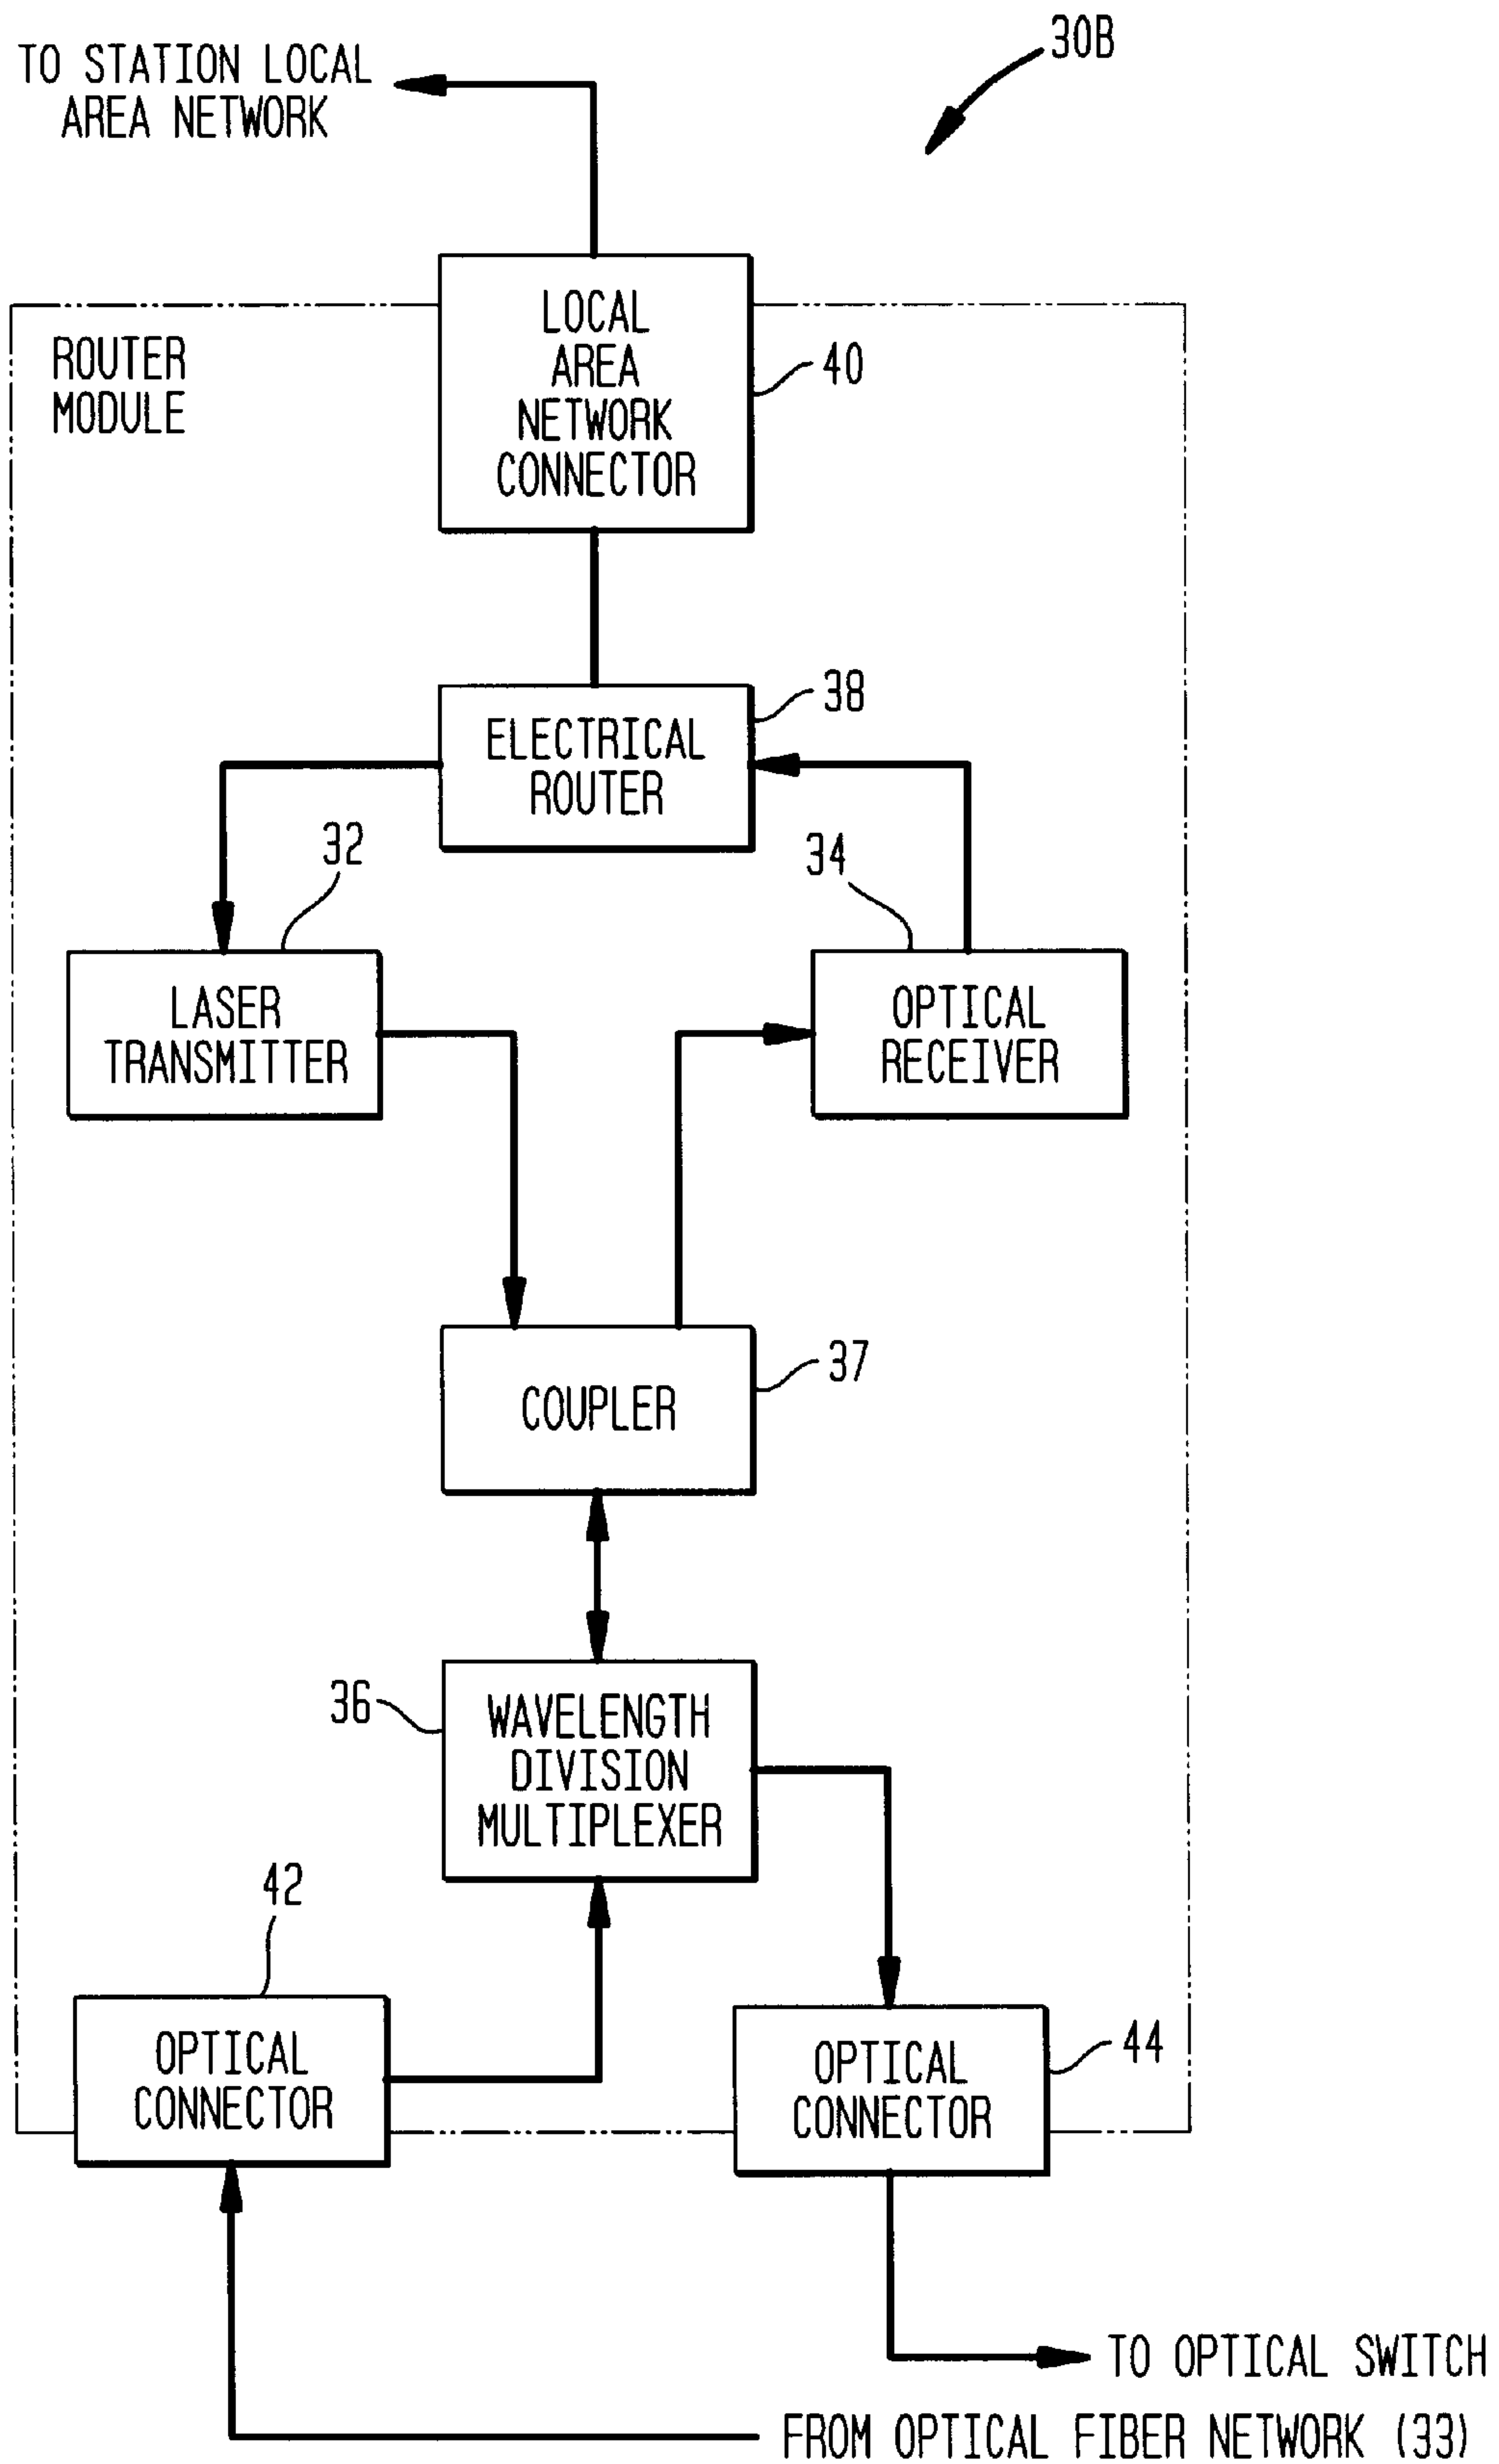 30B
TO STATION LOCAL
AREA NETWORK
ROUTER
MODULE
LOCAL
AREA
NETWORK
CONNECTOR
40
ELECTRICAL
ROUTER
38
32
LASER
TRANSMITTER
34
OPTICAL
RECEIVER
COUPLER
37
36
WAVELENGTH
DIVISION
MULTIPLEXER
42
OPTICAL
CONNECTOR
OPTICAL
CONNECTOR
44
TO OPTICAL SWITCH
FROM OPTICAL FIBER NETWORK (33)